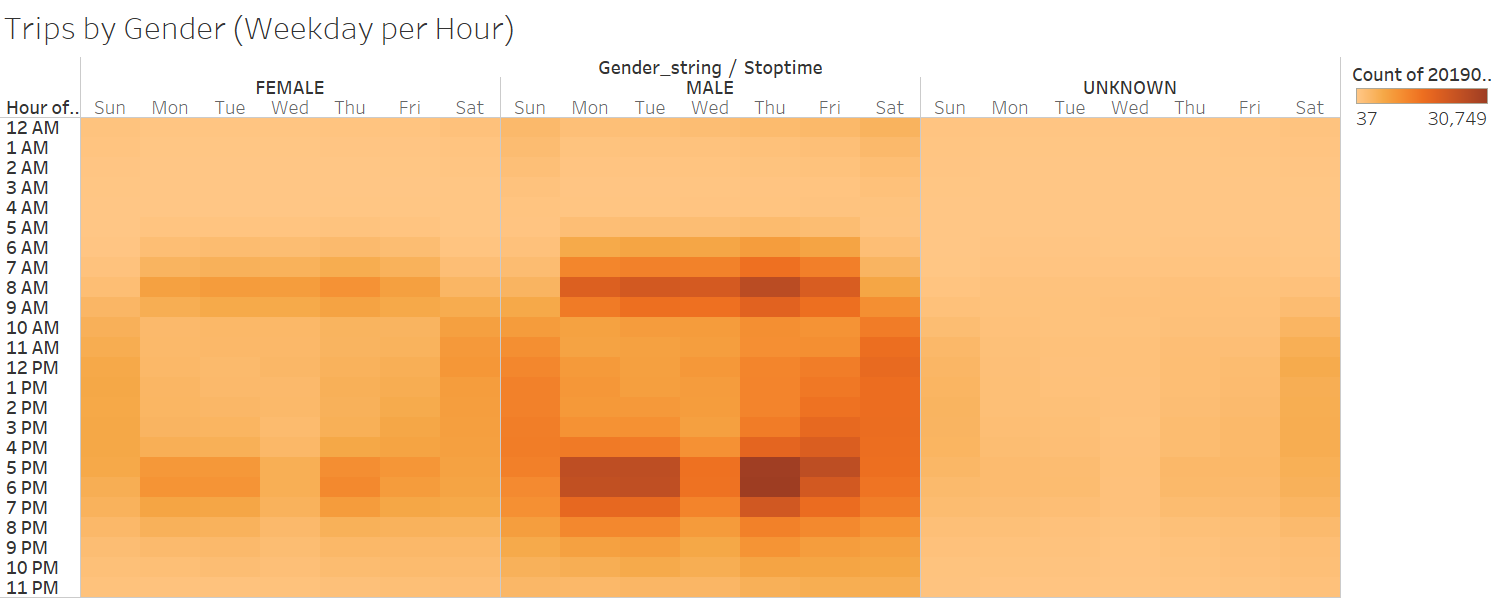 Trips by Gender (Weekday per Hour)
Gender_string / Stoptime
FEMALE MALE UNKNOWN
Hour of.. Sun Mon Tue Wed Thu Fri Sat Sun Mon Tue Wed Thu Fri Sat Sun Mon Tue Wed Thu Fri Sat
12 AM
1 AM
2 AM
3 AM
4 AM
5 AM
6 AM
7 AM
8 AM
9 AM
10 AM
11 AM
12 PM
1 PM
2 PM
3 PM
4 PM
5 PM
6 PM
7 PM
8 PM
9 PM
10 PM
11 PM
Count of 20190..
37 30,749